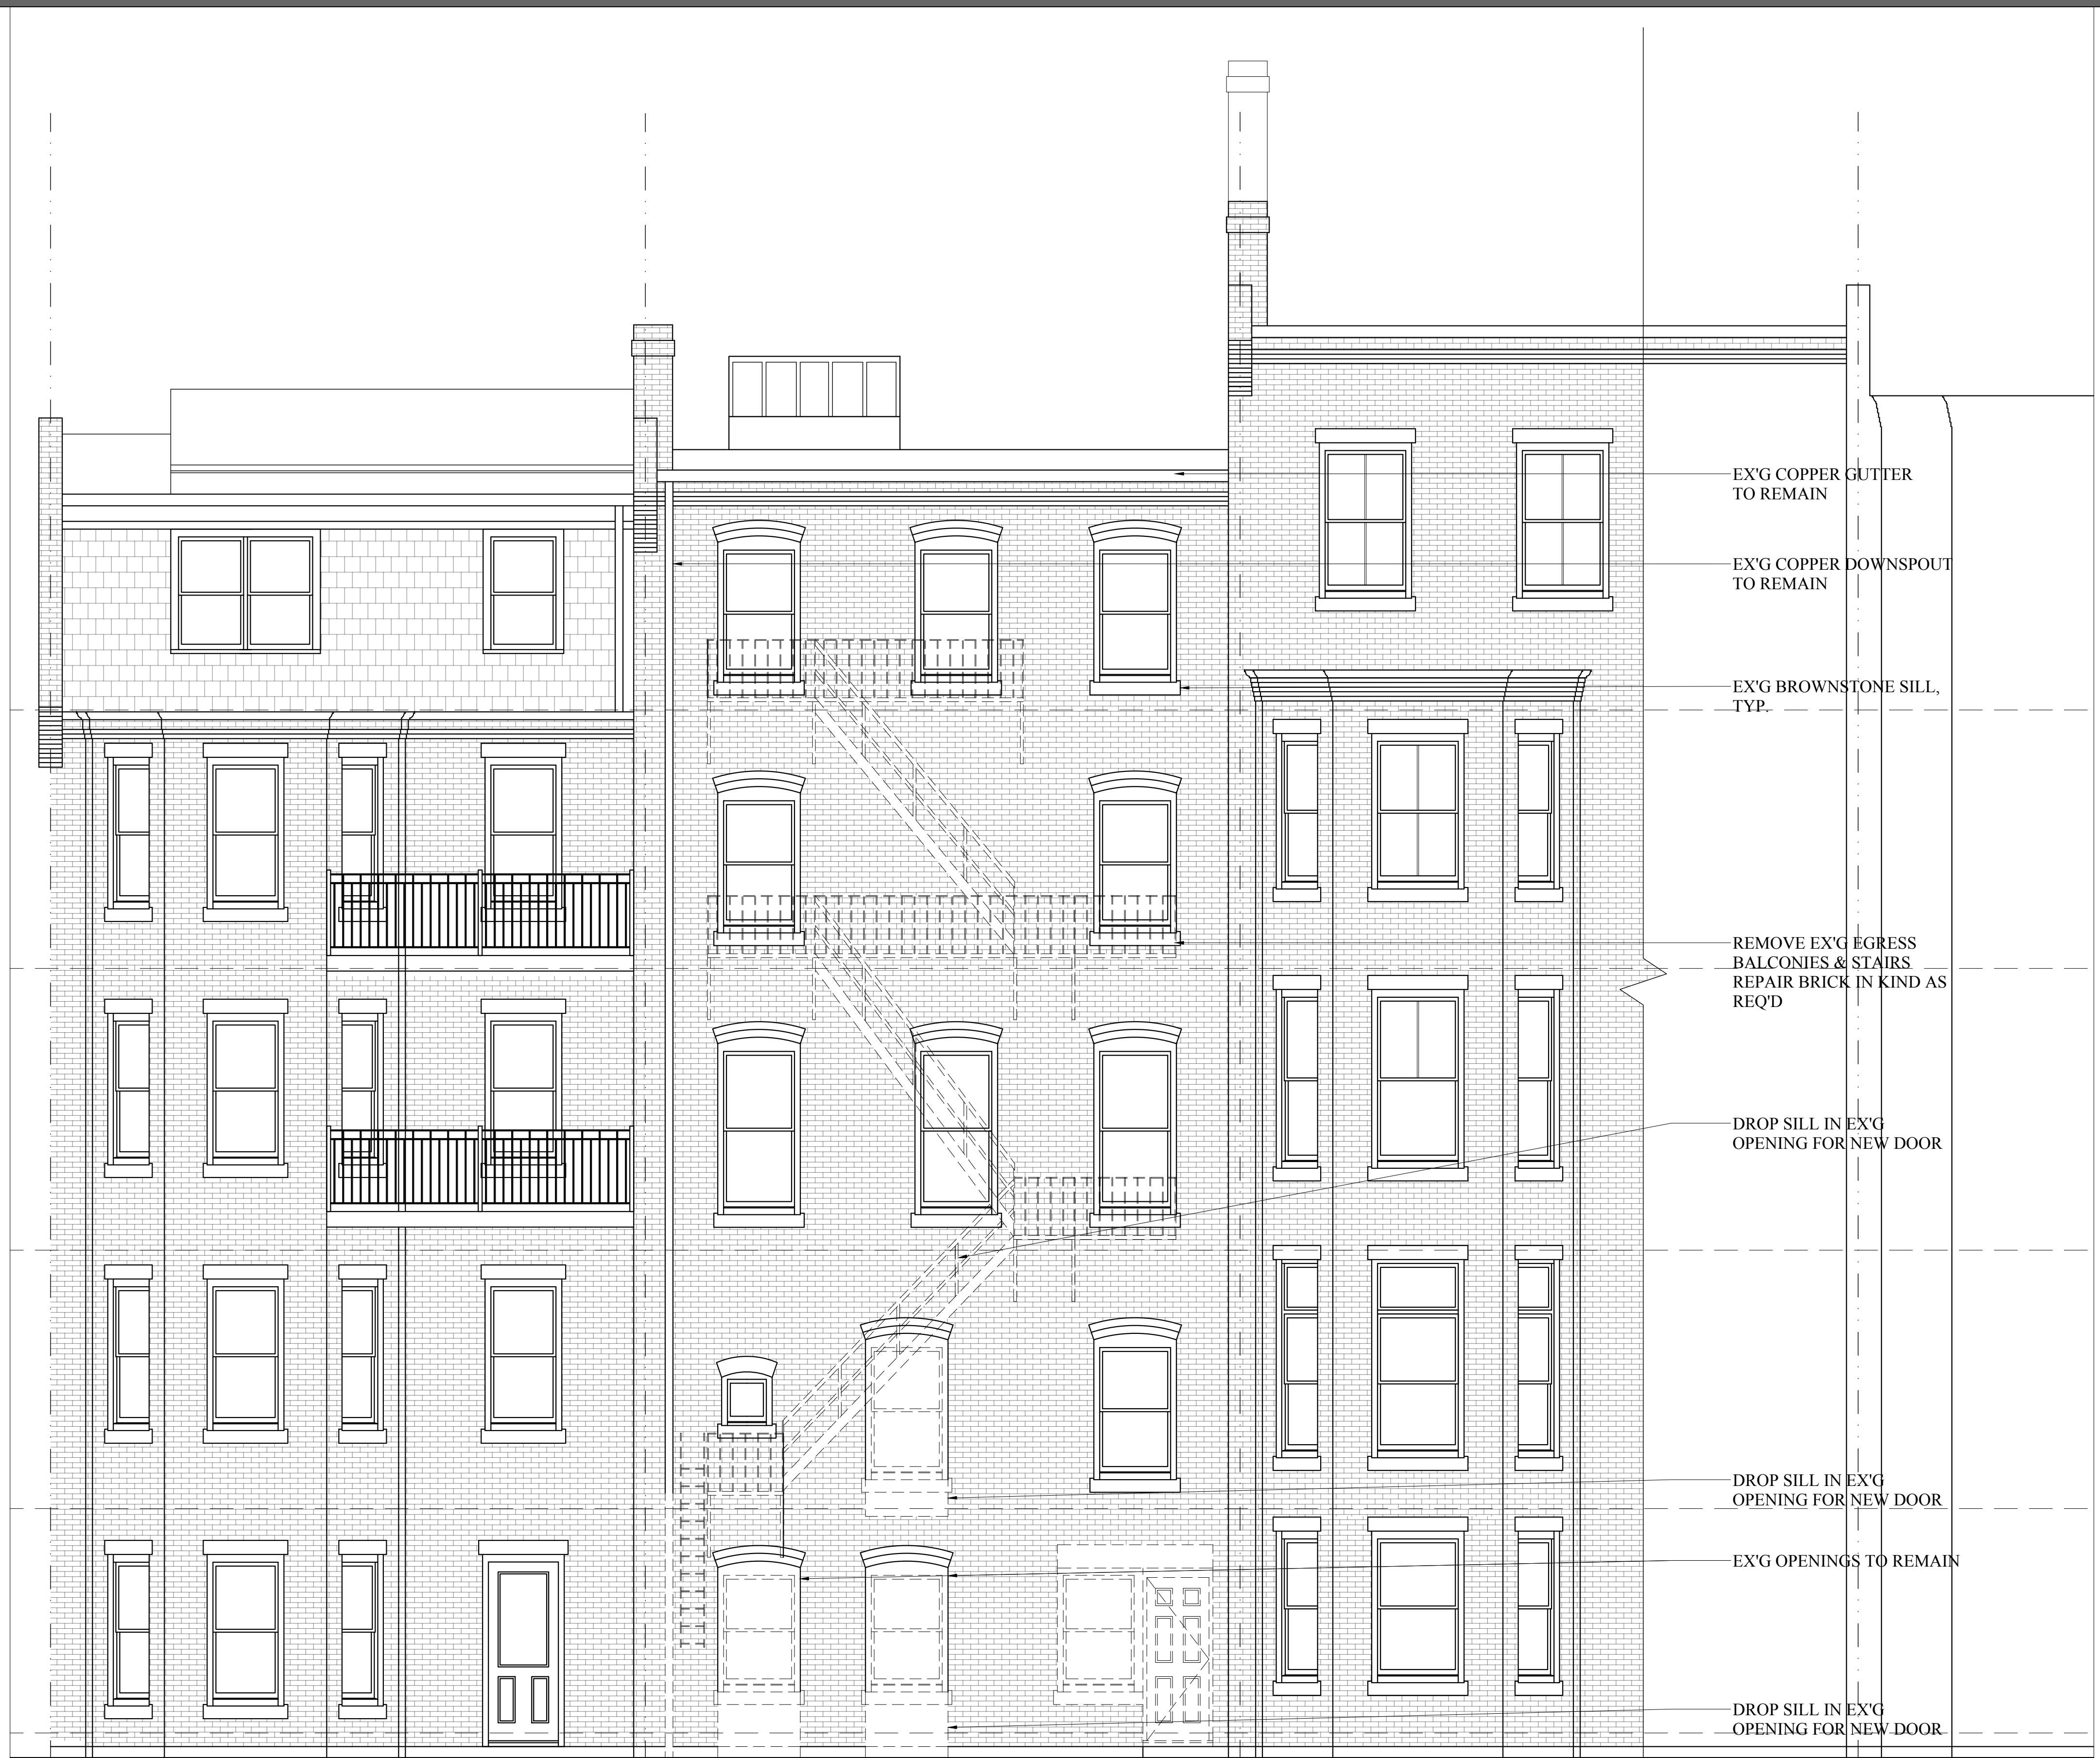 EX'G COPPER GUTTER
TO REMAIN
EX'G COPPER DOWNSPOUT
TO REMAIN
EX'G BROWNSTONE SILL,
TYP.
REMOVE EX'G EGRESS
BALCONIES & STAIRS
REPAIR BRICK IN KIND AS
REQ'D
DROP SILL IN EX'G
OPENING FOR NEW DOOR
DROP SILL IN EX'G
OPENING FOR NEW DOOR
EX'G OPENINGS TO REMAIN
DROP SILL IN EX'G
OPENING FOR NEW DOOR